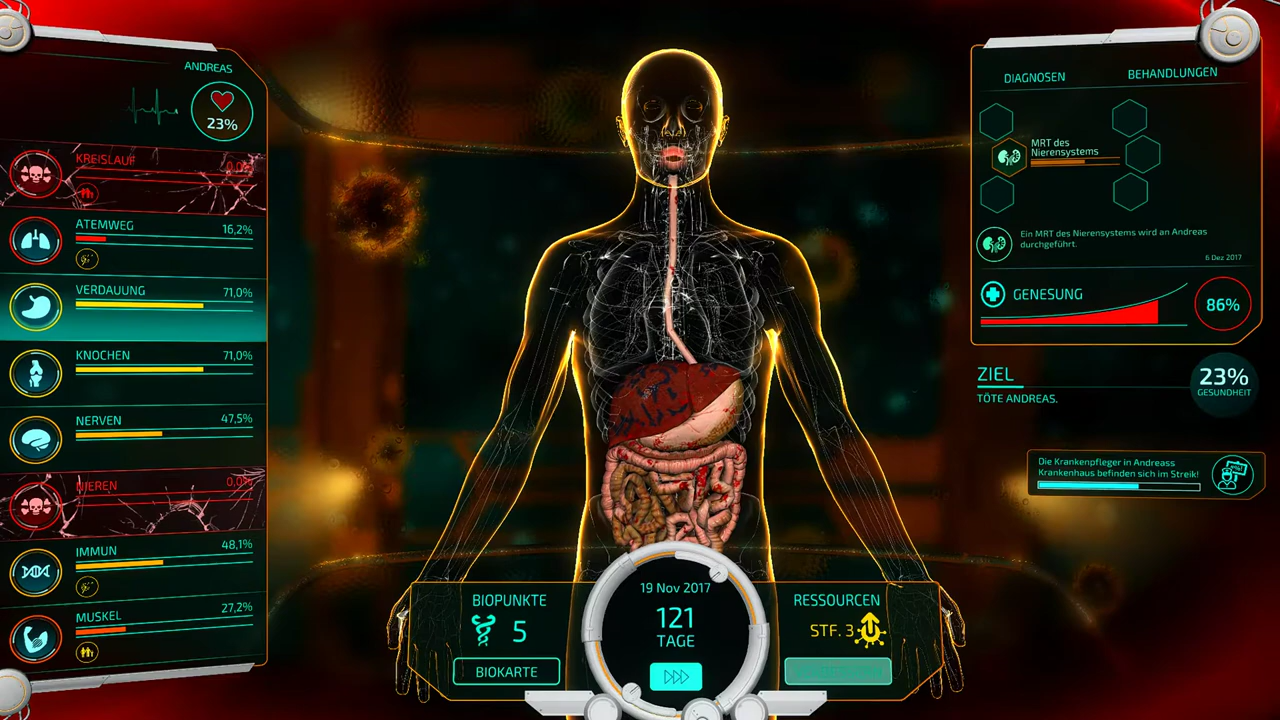 ANDREAS
23%
KREISLAUF
0,0%
ATEMWEG
16,2%
VERDAUUNG
71,0%
KNOCHEN
71,0%
NERVEN
47,5%
NIEREN
0,0%
IMMUN
48,1%
MUSKEL
27,2%
BIOPUNKTE
5
BIOKARTE
19 Nov 2017
121
TAGE
RESSOURCEN
STF. 3
DIAGNOSEN
BEHANDLUNGEN
MRT des
Nierensystems
Ein MRT des Nierensystems wird an Andreas
durchgeführt.
6 Dez 2017
GENESUNG
86%
ZIEL
TÖTE ANDREAS.
23%
GESUNDHEIT
Die Krankenpfleger in Andreass
Krankenhaus befinden sich im Streik!